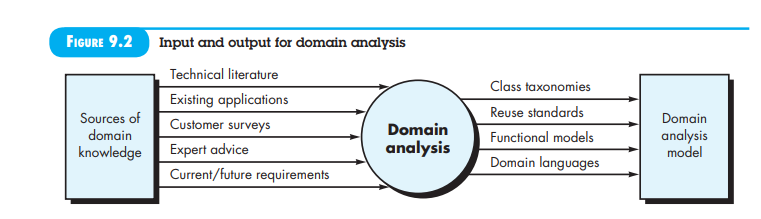 FIGURE 9.2 Input and output for domain analysis
Sources of
domain
knowledge
Technical literature
Existing applications
Customer surveys
Expert advice
Current/future requirements
Domain
analysis
Class taxonomies
Reuse standards
Functional models
Domain languages
Domain
analysis
model